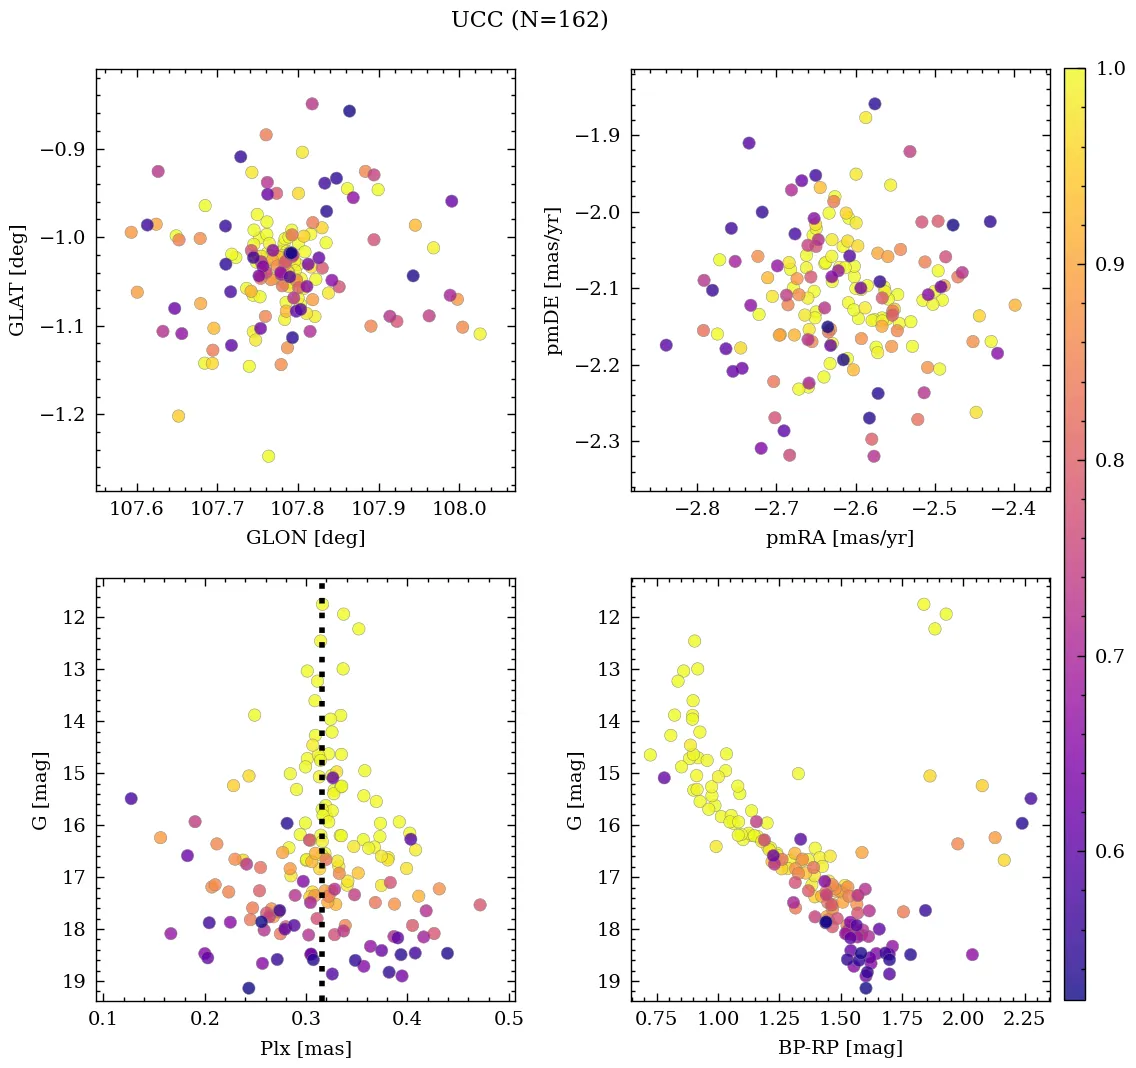 UCC (N=162)
−0.9
−1.0
−1.1
−1.2
GLAT [deg]
107.6 107.7 107.8 107.9 108.0
GLON [deg]
−1.9
−2.0
−2.1
−2.2
−2.3
pmDE [mas/yr]
−2.8 −2.7 −2.6 −2.5 −2.4
pmRA [mas/yr]
1.0
0.9
0.8
0.7
0.6
12
13
14
15
16
17
18
19
G [mag]
0.1 0.2 0.3 0.4 0.5
Plx [mas]
12
13
14
15
16
17
18
19
G [mag]
0.75 1.00 1.25 1.50 1.75 2.00 2.25
BP-RP [mag]